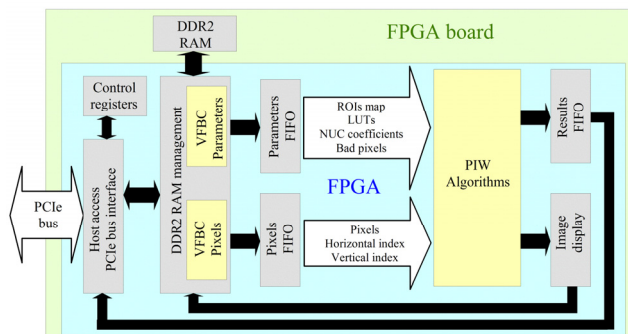 DDR2
RAM
FPGA board
Control
registers
Host access
PCIe bus interface
PCIe
bus
DDR2 RAM management
VFBC
Parameters
VFBC
Pixels
Parameters
FIFO
Pixels
FIFO
ROIs map
LUTs
NUC coefficients
Bad pixels
FPGA
Pixels
Horizontal index
Vertical index
PIW
Algorithms
Results
FIFO
Image
display